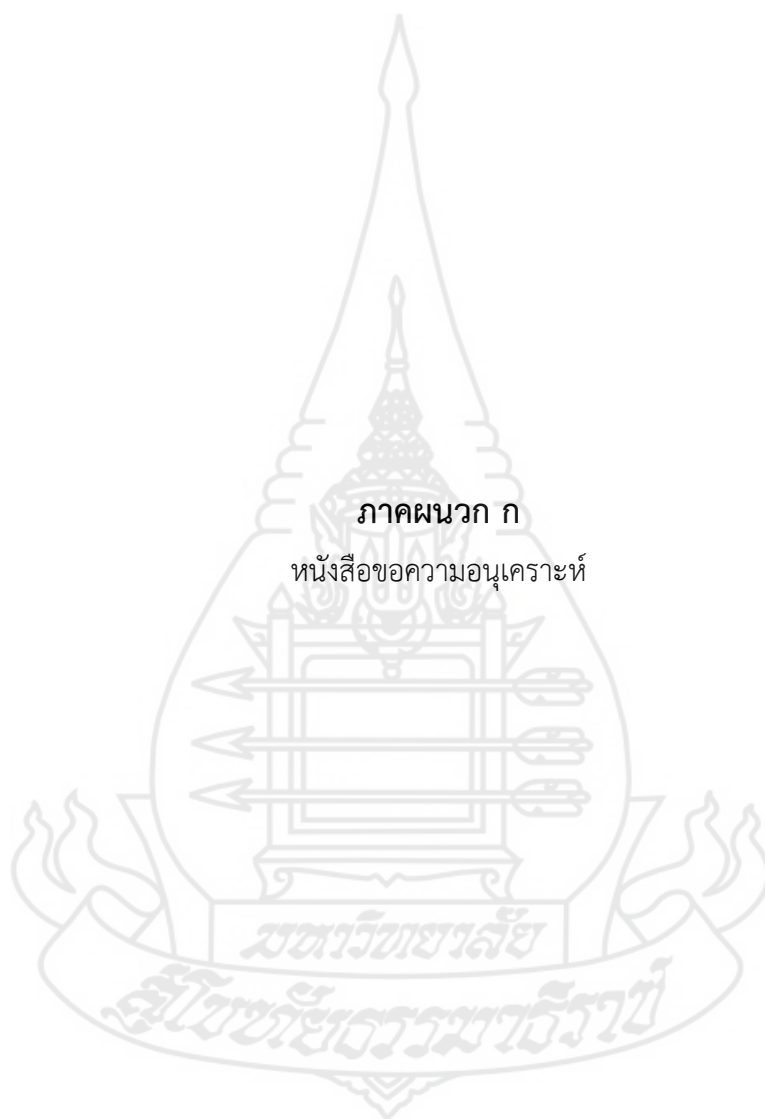 ภาคผนวก ก
หนังสือขอความอนุเคราะห์
มหาวิทยาลัย
สุโขทัยธรรมาธิราช